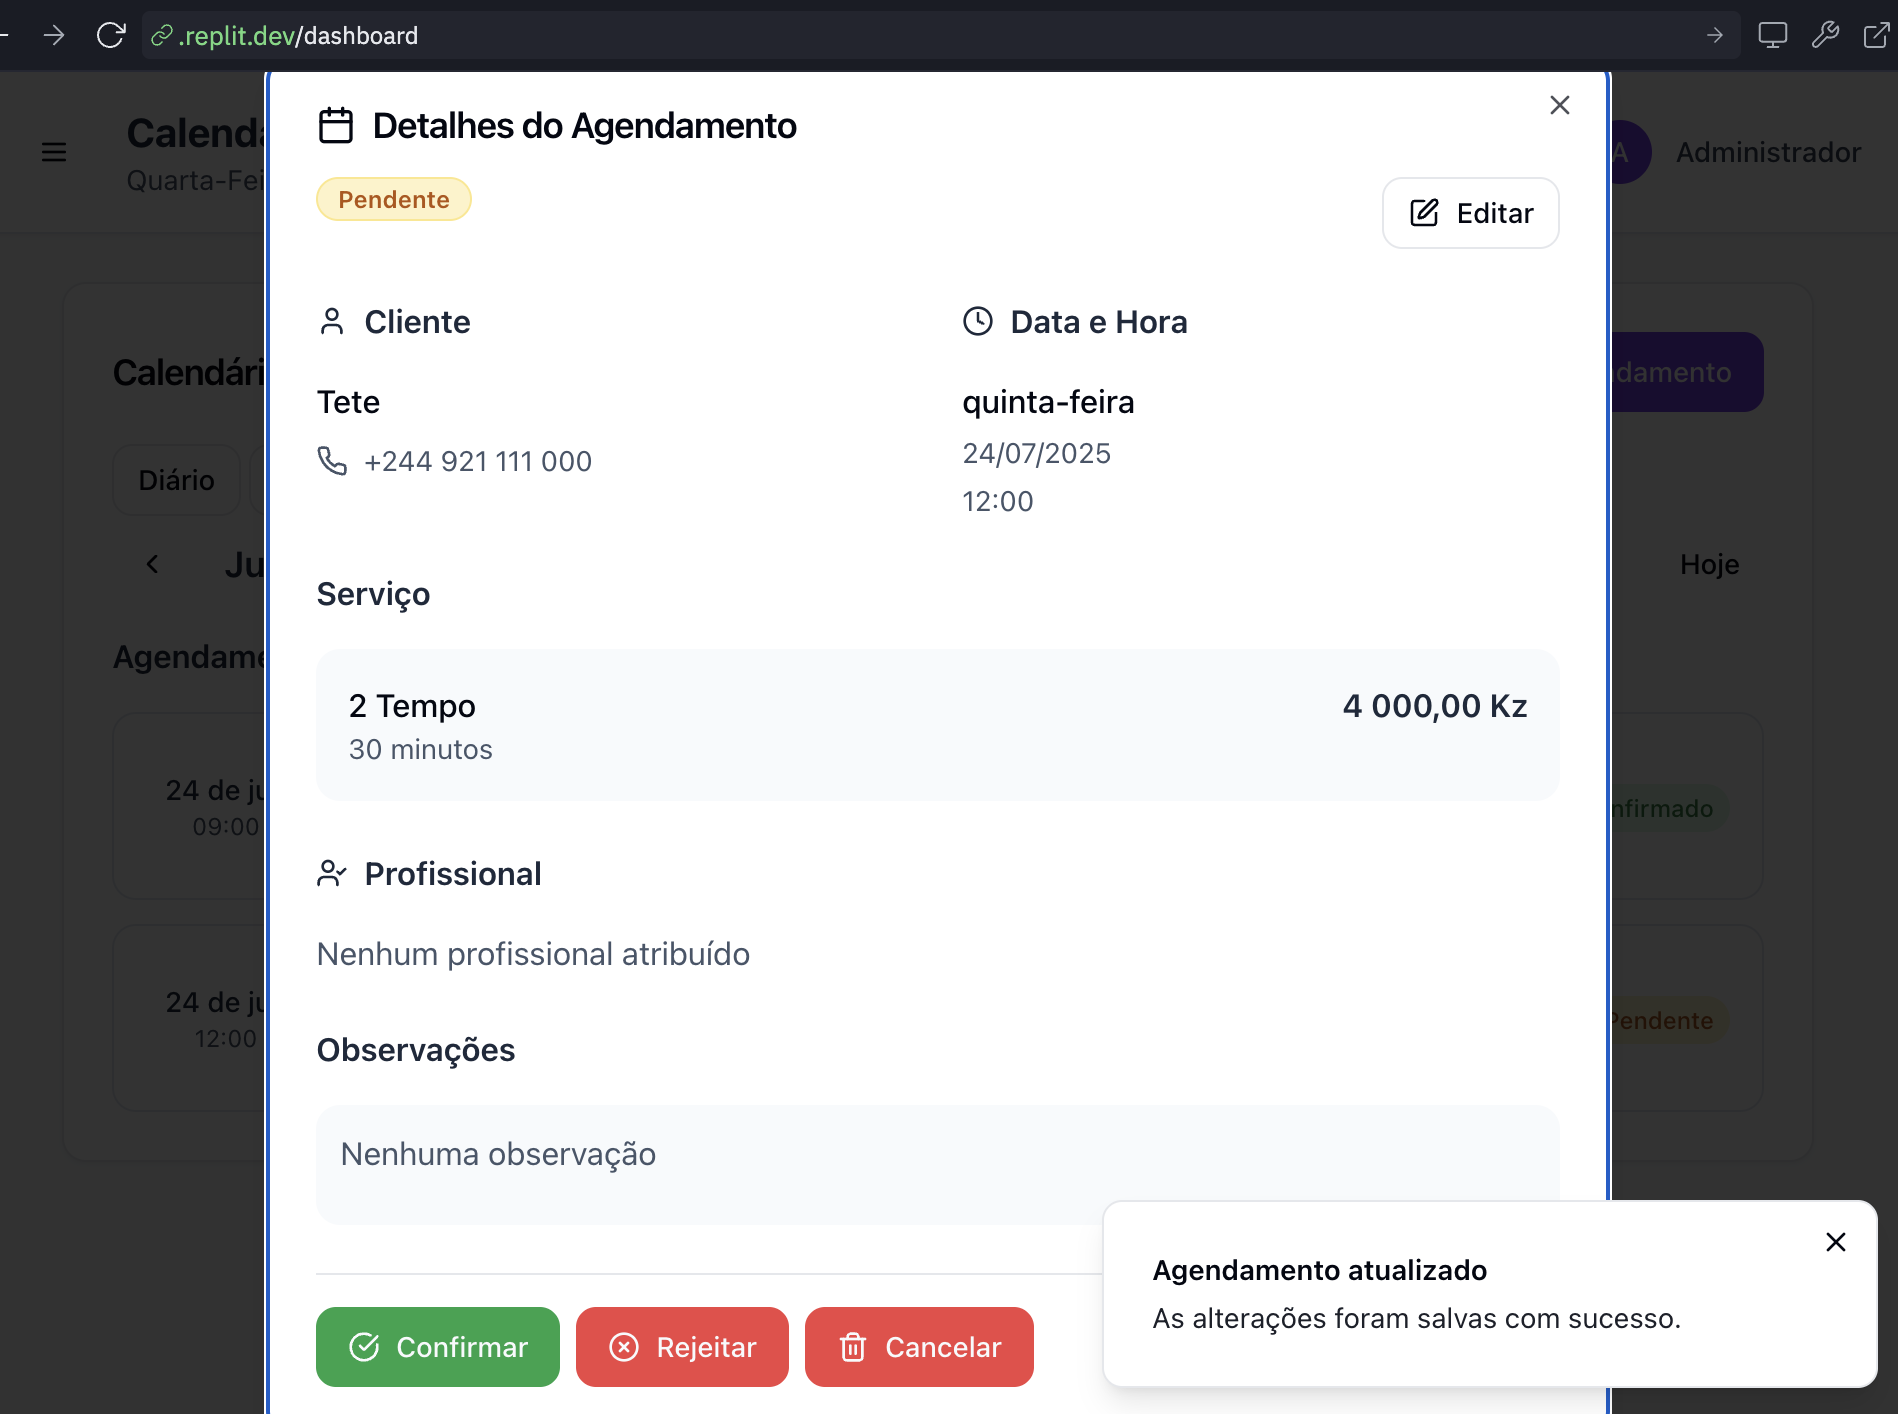 .replit.dev/dashboard
Detalhes do Agendamento
Pendente
Editar
Administrador
A
Quarta-Fei
Cliente
Data e Hora
Calendári
damento
Tete
quinta-feira
+244 921 111 000
24/07/2025
12:00
Diário
Ju
Hoje
Serviço
Agendame
2 Tempo
4 000,00 Kz
30 minutos
24 de ju
09:00
nfirmado
Profissional
Nenhum profissional atribuído
24 de ju
12:00
Pendente
Observações
Nenhuma observação
Agendamento atualizado
As alterações foram salvas com sucesso.
Confirmar
Rejeitar
Cancelar